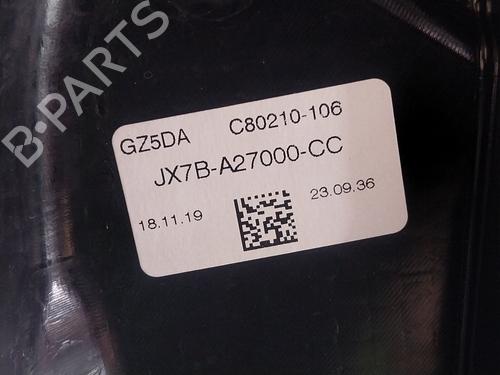 B-PARTS
GZ5DA C80210-106
JX7B-A27000-CC
18.11.19 23.09.36